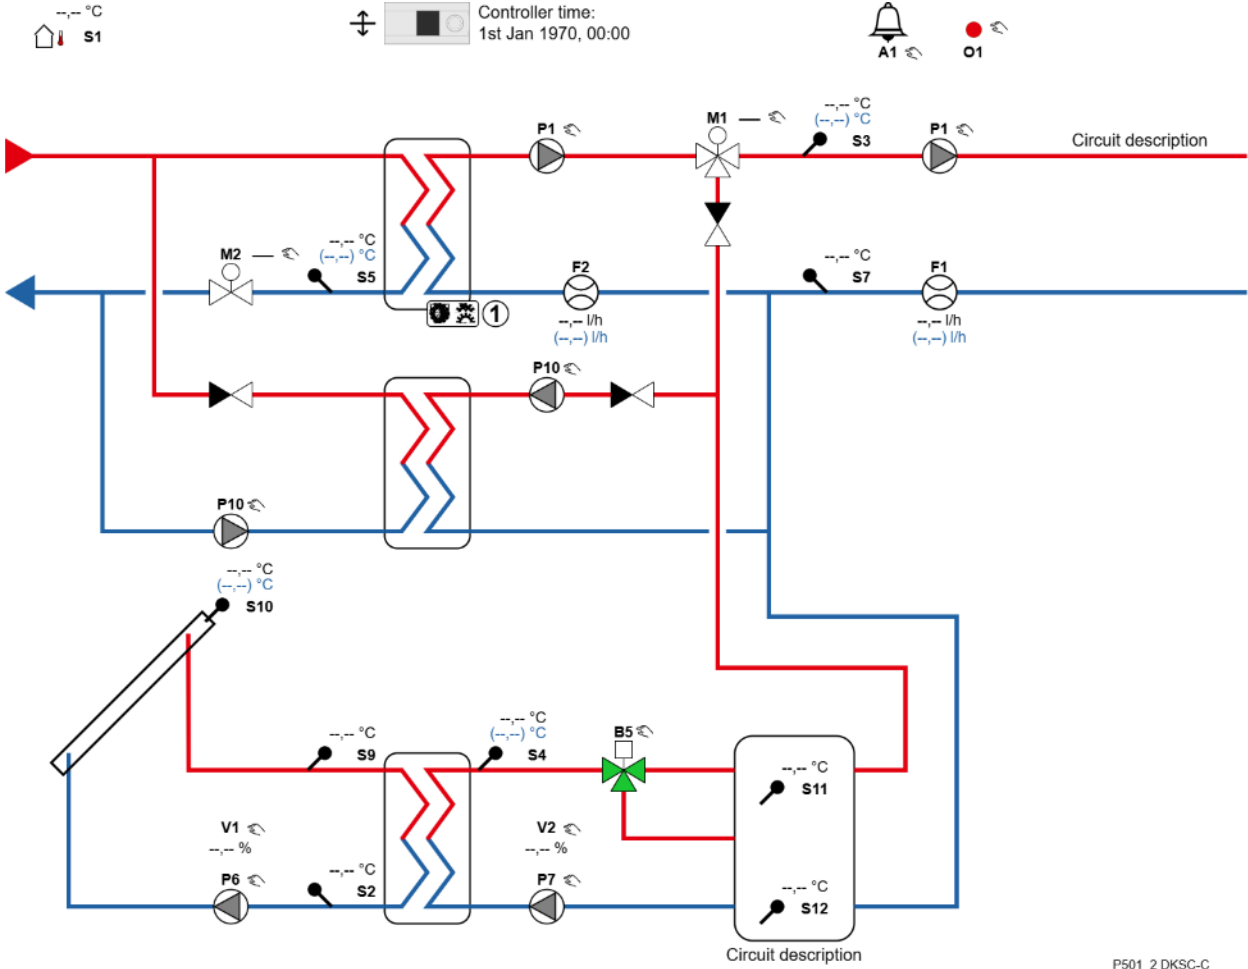 --,-- °C
S1
Controller time:
1st Jan 1970, 00:00
A1
O1
P1
M1
--,-- °C
(--,--) °C
S3
P1
Circuit description
M2
--,-- °C
(--,--) °C
S5
F2
--,-- l/h
(--,--) l/h
--,-- °C
S7
F1
--,-- l/h
(--,--) l/h
1
P10
P10
--,-- °C
(--,--) °C
S10
--,-- °C
S9
--,-- °C
(--,--) °C
S4
B5
--,-- °C
S11
V1
--,-- %
P6
--,-- °C
S2
V2
--,-- %
P7
--,-- °C
S12
Circuit description
P501_2 DKSC-C